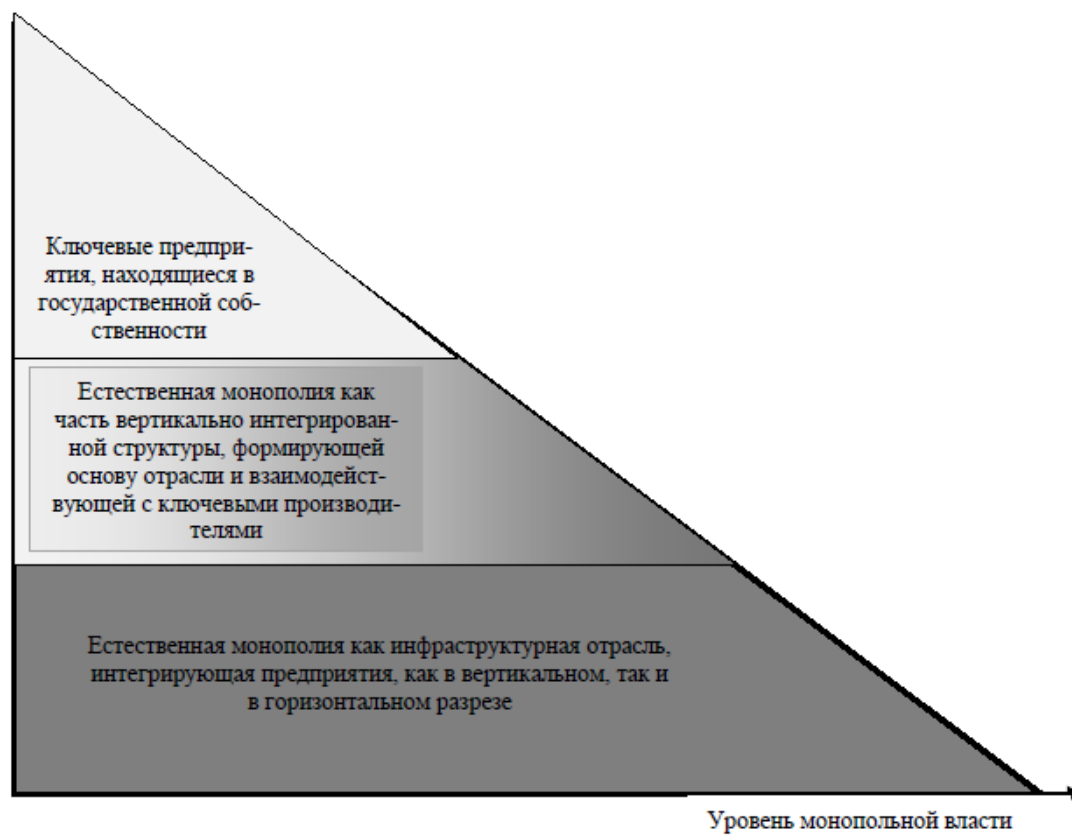 Ключевые предпри-
ятия, находящиеся в
государственной соб-
ственности
Естественная монополия как
часть вертикально интегрирован-
ной структуры, формирующей
основу отрасли и взаимодейст-
вующей с ключевыми производи-
телями
Естественная монополия как инфраструктурная отрасль,
интегрирующая предприятия, как в вертикальном, так и
в горизонтальном разрезе
Уровень монопольной власти